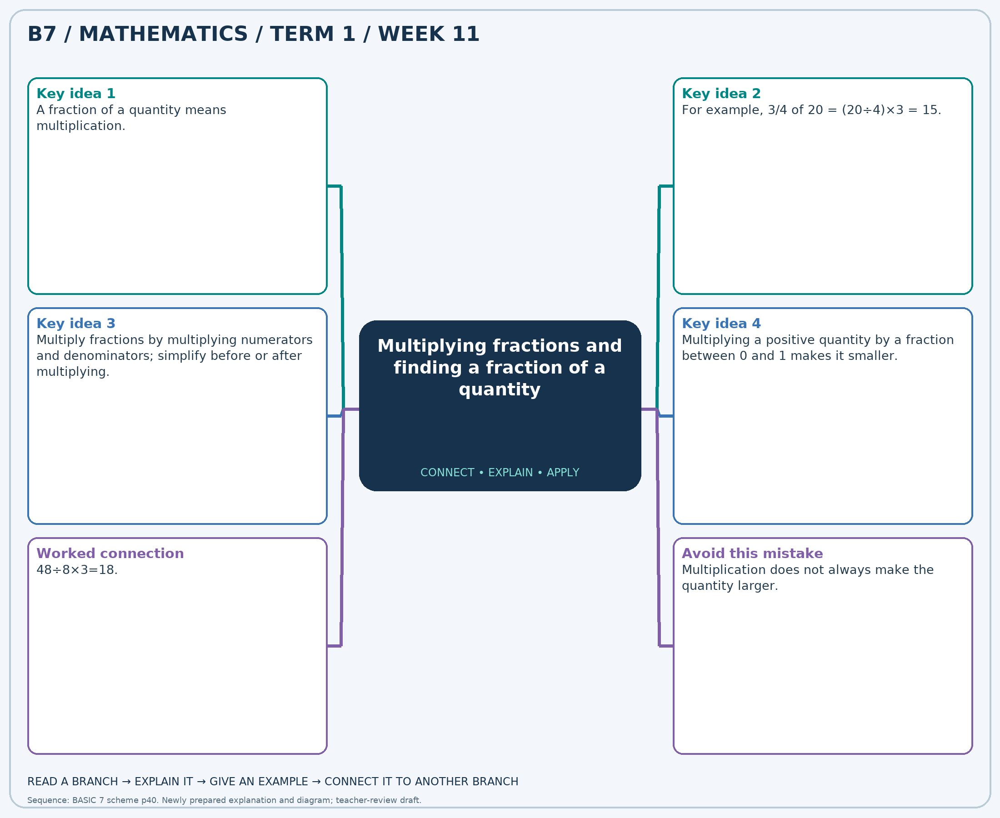 B7 / MATHEMATICS / TERM 1 / WEEK 11
Key idea 1
A fraction of a quantity means
multiplication.
Key idea 2
For example, 3/4 of 20 = (20÷4)×3 = 15.
Key idea 3
Multiply fractions by multiplying numerators
and denominators; simplify before or after
multiplying.
Multiplying fractions and
finding a fraction of a
quantity
CONNECT • EXPLAIN • APPLY
Key idea 4
Multiplying a positive quantity by a fraction
between 0 and 1 makes it smaller.
Worked connection
48÷8×3=18.
Avoid this mistake
Multiplication does not always make the
quantity larger.
READ A BRANCH → EXPLAIN IT → GIVE AN EXAMPLE → CONNECT IT TO ANOTHER BRANCH
Sequence: BASIC 7 scheme p40. Newly prepared explanation and diagram; teacher-review draft.